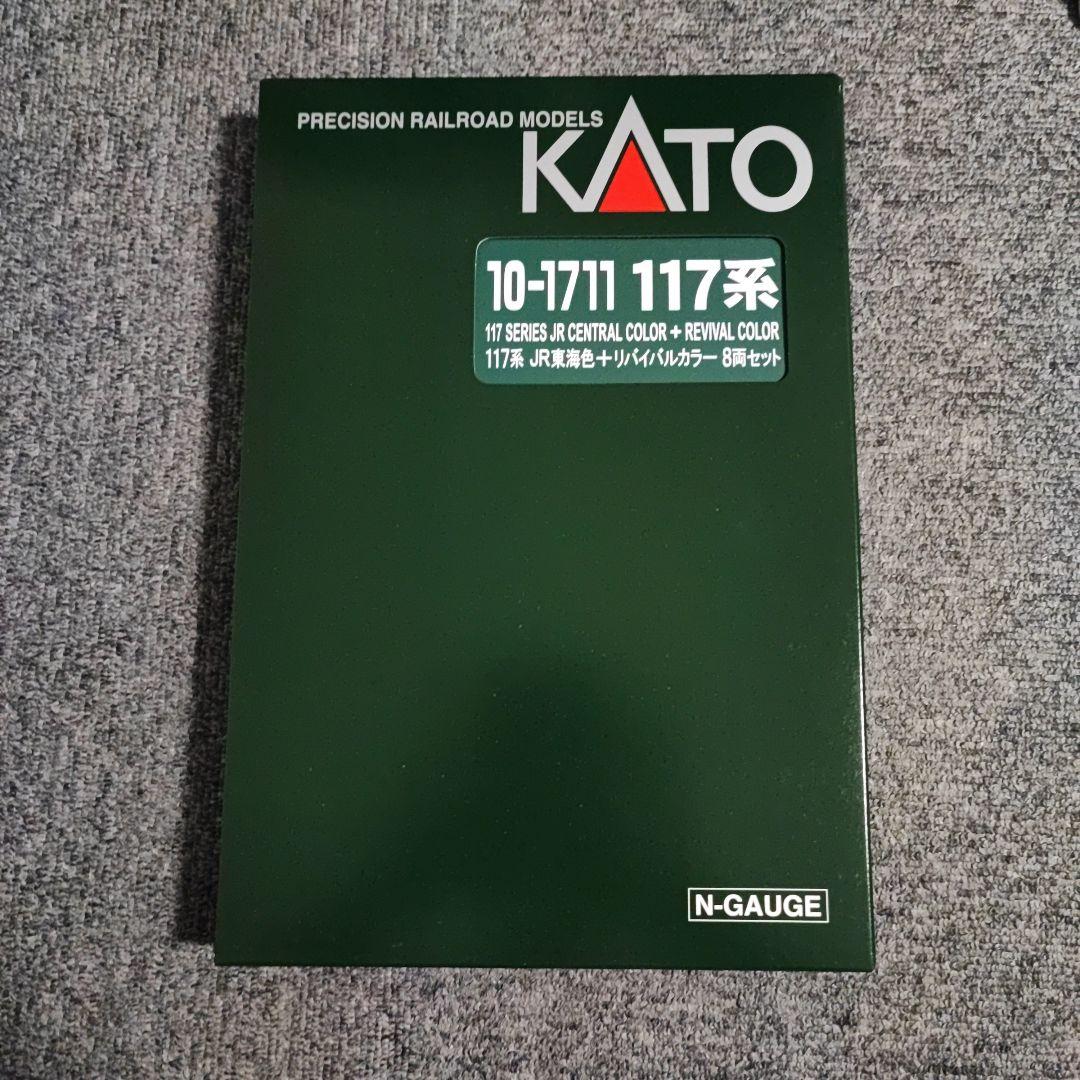 PRECISION RAILROAD MODELS
KATO
10-1711 117系
117 SERIES JR CENTRAL COLOR + REVIVAL COLOR
117系 JR東海色+リバイバルカラー 8両セット
N-GAUGE